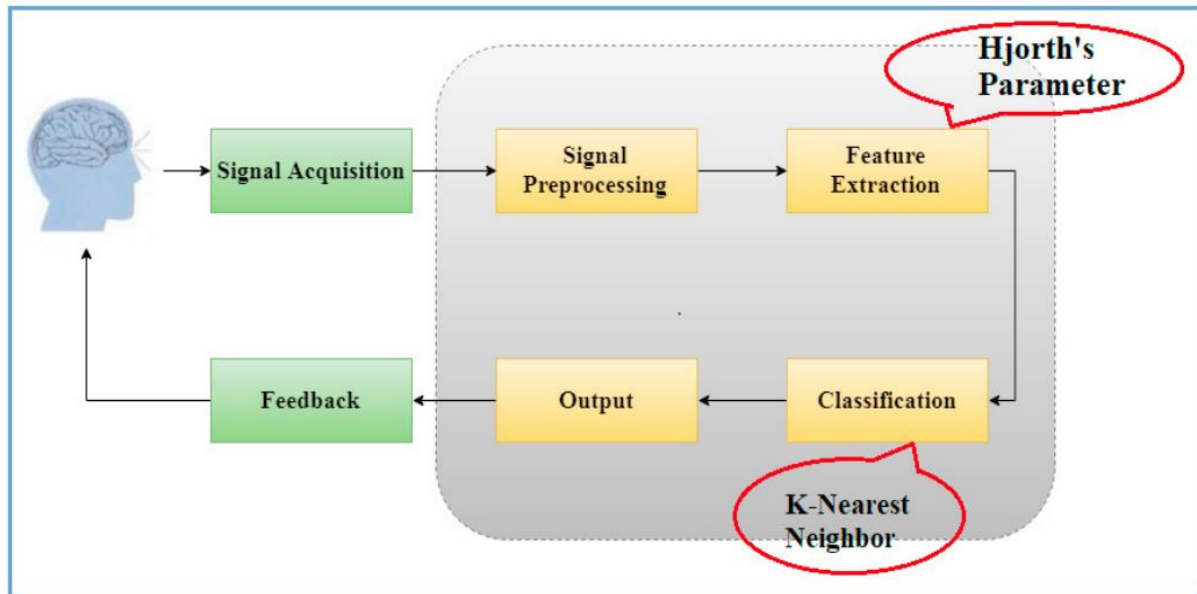 Hjorth's
Parameter
Signal Acquisition
Signal
Preprocessing
Feature
Extraction
Feedback
Output
Classification
K-Nearest
Neighbor